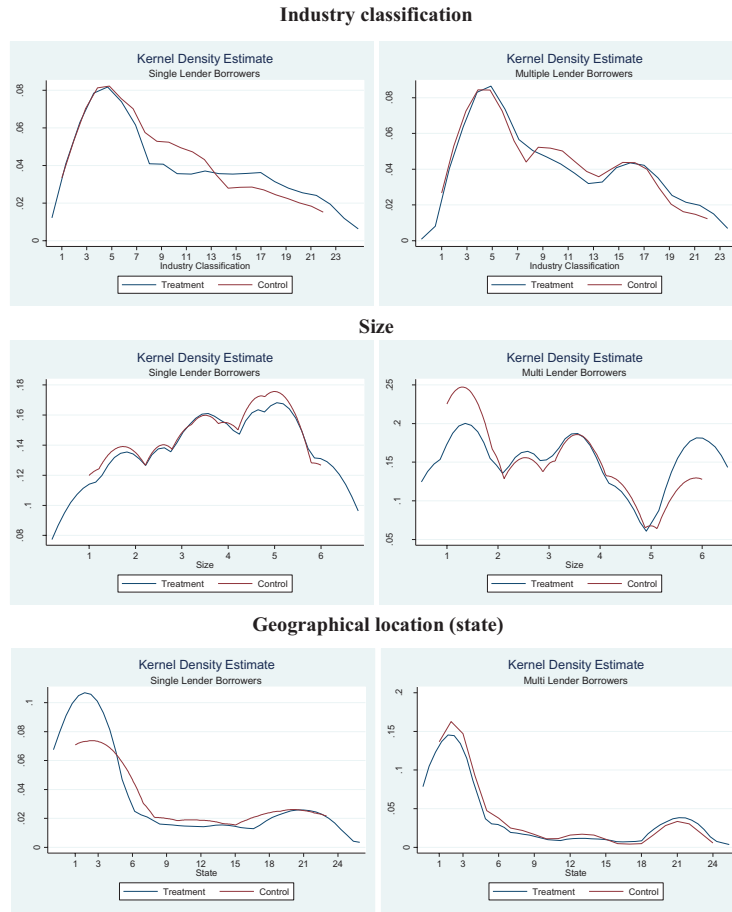 Industry classification
Kernel Density Estimate
Single Lender Borrowers
.08
.06
.04
.02
0
1 3 5 7 9 11 13 15 17 19 21 23
Industry Classification
Treatment Control
Kernel Density Estimate
Multiple Lender Borrowers
.08
.06
.04
.02
0
1 3 5 7 9 11 13 15 17 19 21 23
Industry Classification
Treatment Control
Size
Kernel Density Estimate
Single Lender Borrowers
.18
.16
.14
.12
.1
.08
1 2 3 4 5 6
Size
Treatment Control
Kernel Density Estimate
Multi Lender Borrowers
.25
.2
.15
.1
.05
1 2 3 4 5 6
Size
Treatment Control
Geographical location (state)
Kernel Density Estimate
Single Lender Borrowers
.1
.08
.06
.04
.02
0
1 3 6 9 12 15 18 21 24
State
Treatment Control
Kernel Density Estimate
Multi Lender Borrowers
.2
.15
.1
.05
0
1 3 6 9 12 15 18 21 24
State
Treatment Control